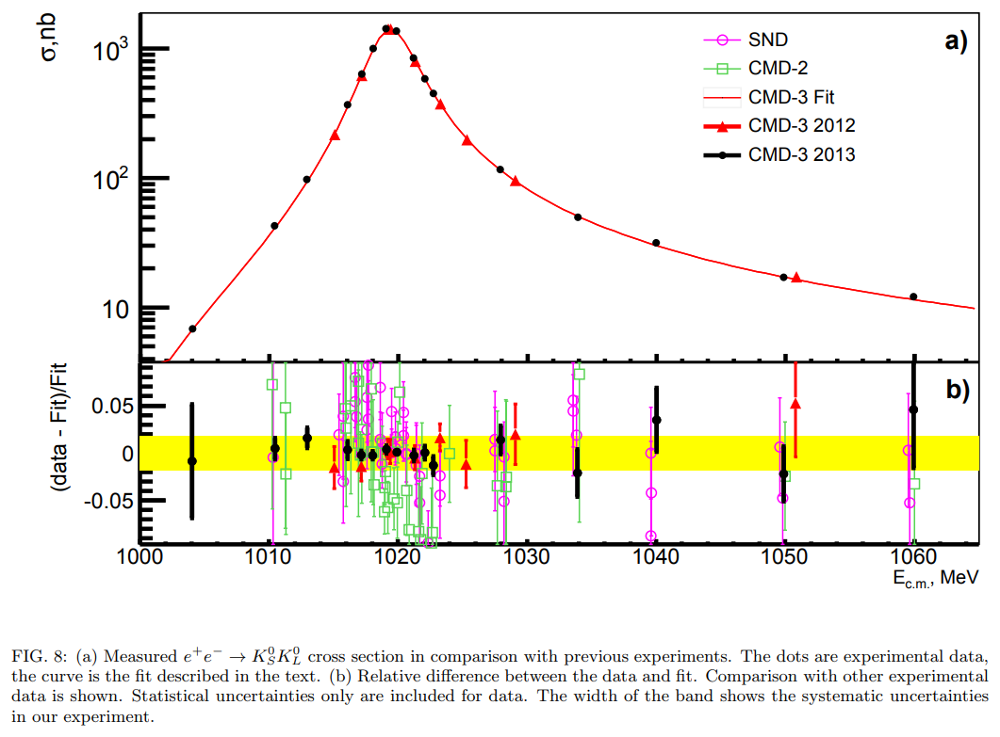 σ,nb
a)
SND
CMD-2
CMD-3 Fit
CMD-3 2012
CMD-3 2013
10³
10²
10
(data - Fit)/Fit
b)
0.05
0
-0.05
1000 1010 1020 1030 1040 1050 1060
E_c.m., MeV
FIG. 8: (a) Measured e⁺e⁻ → K⁰_S K⁰_L cross section in comparison with previous experiments. The dots are experimental data,
the curve is the fit described in the text. (b) Relative difference between the data and fit. Comparison with other experimental
data is shown. Statistical uncertainties only are included for data. The width of the band shows the systematic uncertainties
in our experiment.